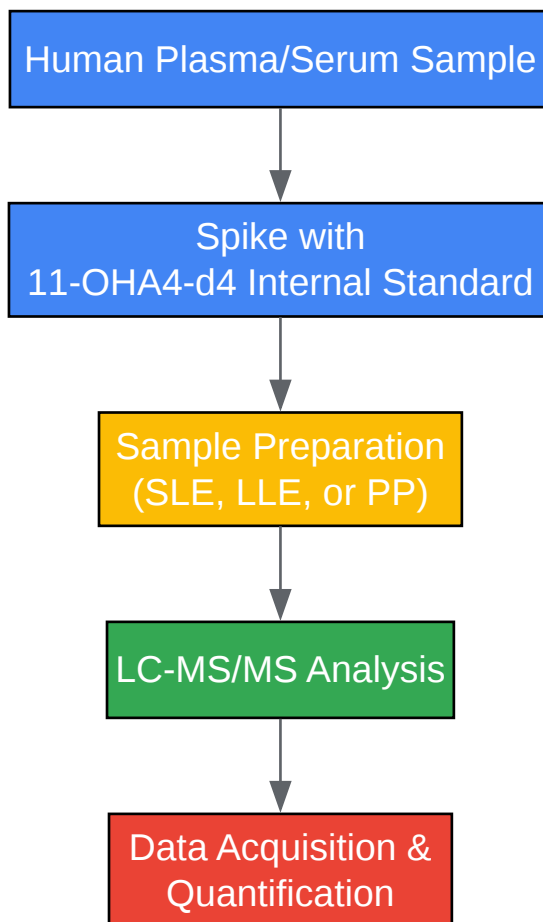 Human Plasma/Serum Sample
Spike with
11-OHA4-d4 Internal Standard
Sample Preparation
(SLE, LLE, or PP)
LC-MS/MS Analysis
Data Acquisition &
Quantification